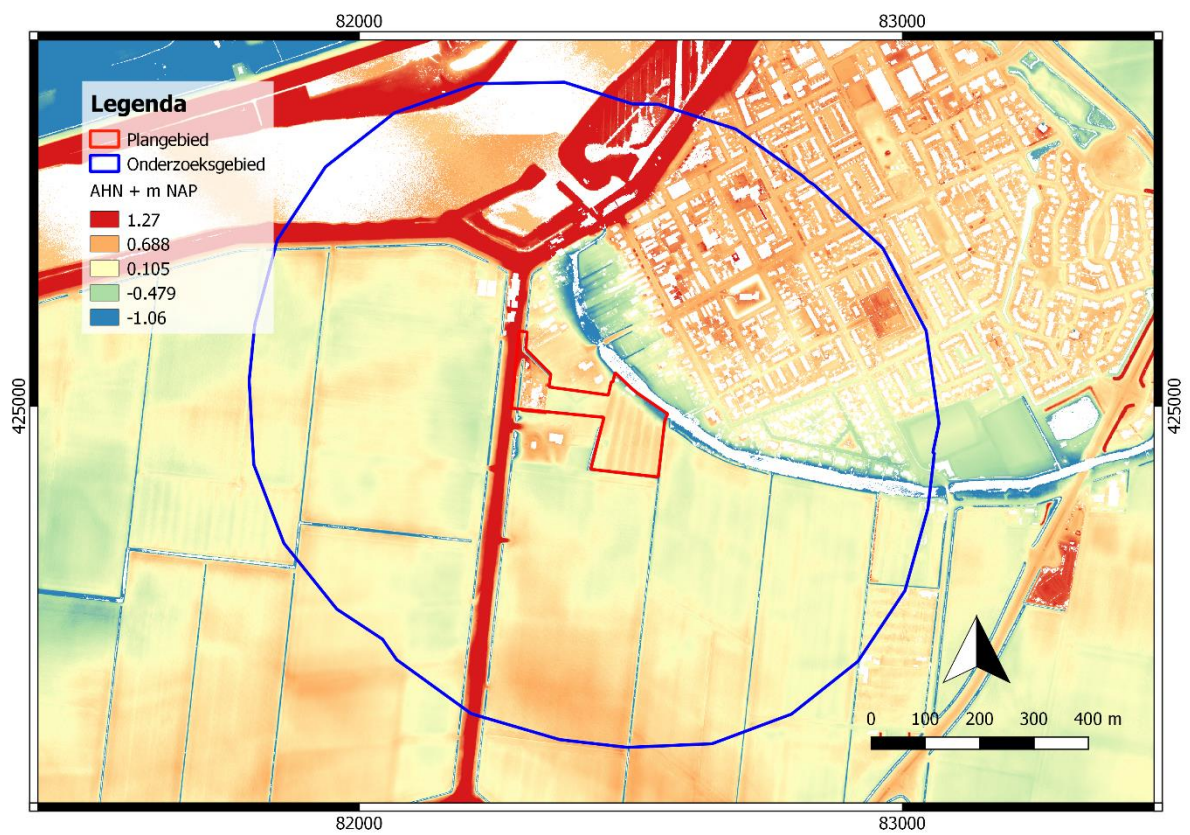 82000
83000
Legenda
Plangebied
Onderzoeksgebied
AHN + m NAP
1.27
0.688
0.105
-0.479
-1.06
425000
425000
0 100 200 300 400 m
82000
83000